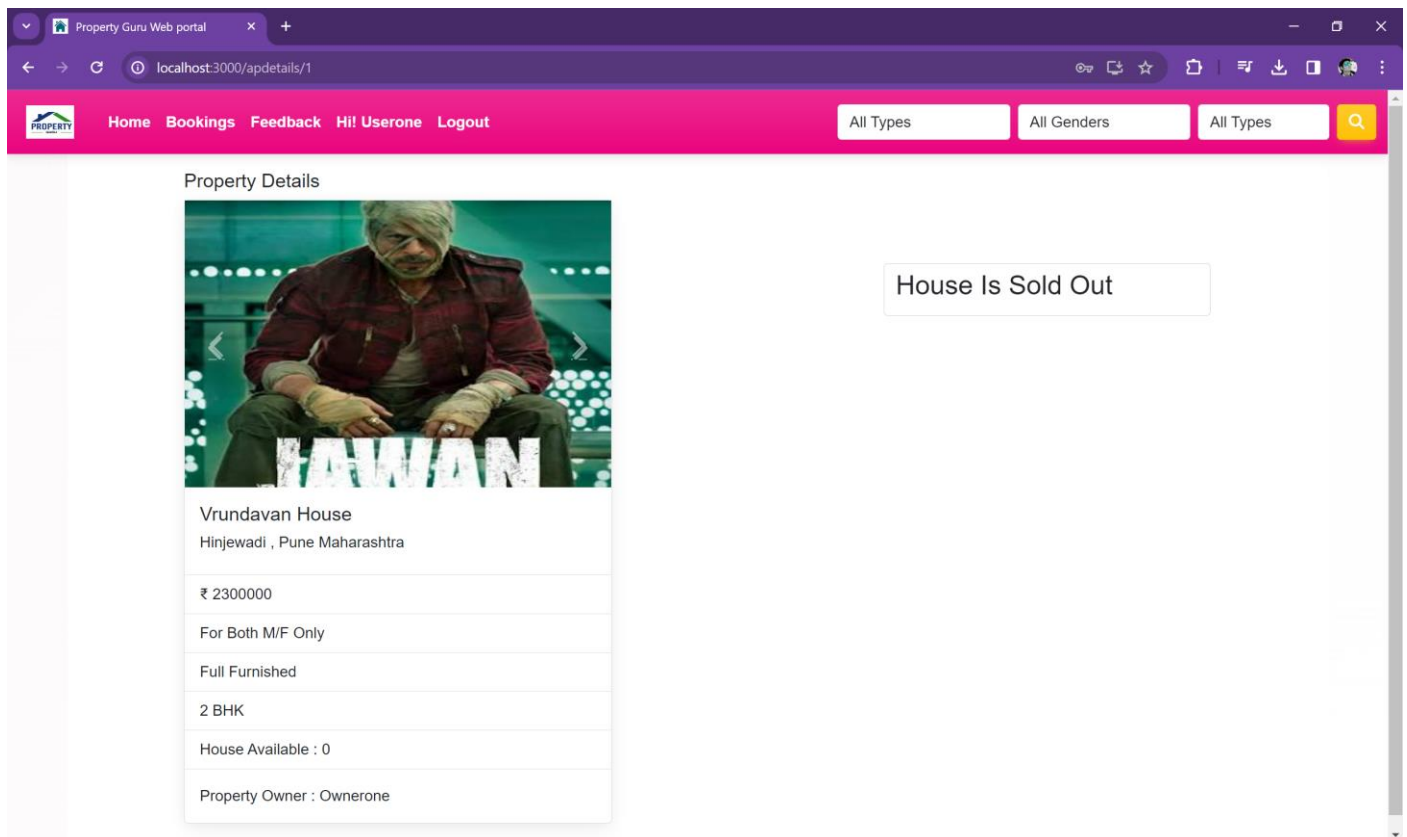 Property Guru Web portal
localhost:3000/apdetails/1
PROPERTY
Home Bookings Feedback Hi! Userone Logout
All Types All Genders All Types
Property Details
JAWAN
House Is Sold Out
Vrundavan House
Hinjewadi , Pune Maharashtra
₹ 2300000
For Both M/F Only
Full Furnished
2 BHK
House Available : 0
Property Owner : Ownerone